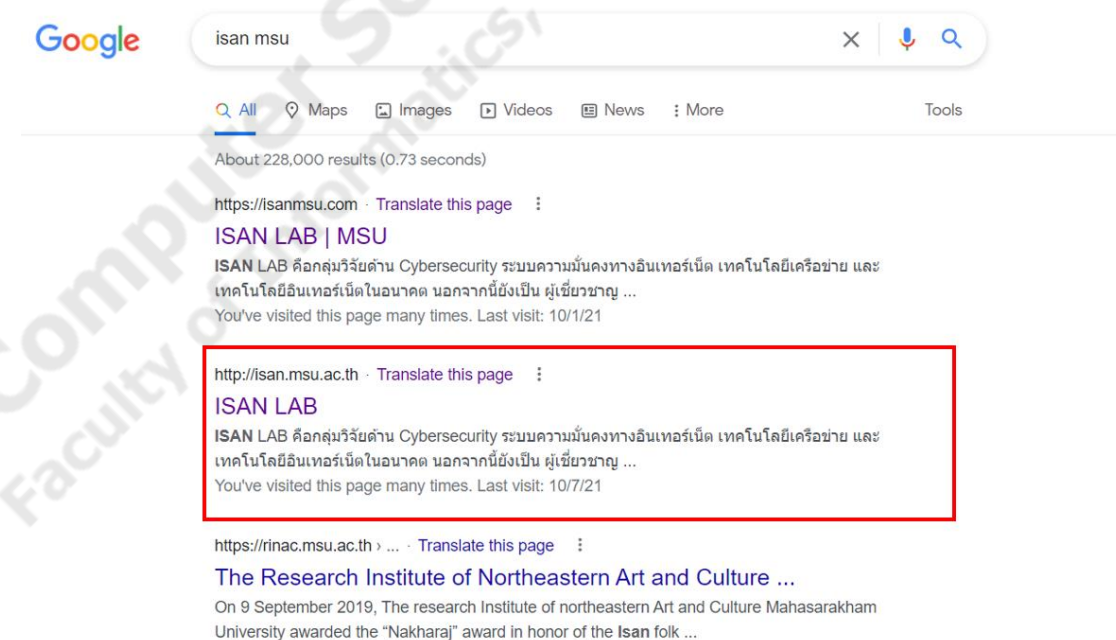 Google
isan msu
All Maps Images Videos News More Tools
About 228,000 results (0.73 seconds)
https://isanmsu.com · Translate this page
ISAN LAB | MSU
ISAN LAB คือกลุ่มวิจัยด้าน Cybersecurity ระบบความมั่นคงทางอินเทอร์เน็ต เทคโนโลยีเครือข่าย และ
เทคโนโลยีอินเทอร์เน็ตในอนาคต นอกจากนี้ยังเป็น ผู้เชี่ยวชาญ ...
You've visited this page many times. Last visit: 10/1/21
http://isan.msu.ac.th · Translate this page
ISAN LAB
ISAN LAB คือกลุ่มวิจัยด้าน Cybersecurity ระบบความมั่นคงทางอินเทอร์เน็ต เทคโนโลยีเครือข่าย และ
เทคโนโลยีอินเทอร์เน็ตในอนาคต นอกจากนี้ยังเป็น ผู้เชี่ยวชาญ ...
You've visited this page many times. Last visit: 10/7/21
https://rinac.msu.ac.th › ... · Translate this page
The Research Institute of Northeastern Art and Culture ...
On 9 September 2019, The research Institute of northeastern Art and Culture Mahasarakham
University awarded the “Nakharaj” award in honor of the Isan folk ...
Computer
Faculty of Informatics,